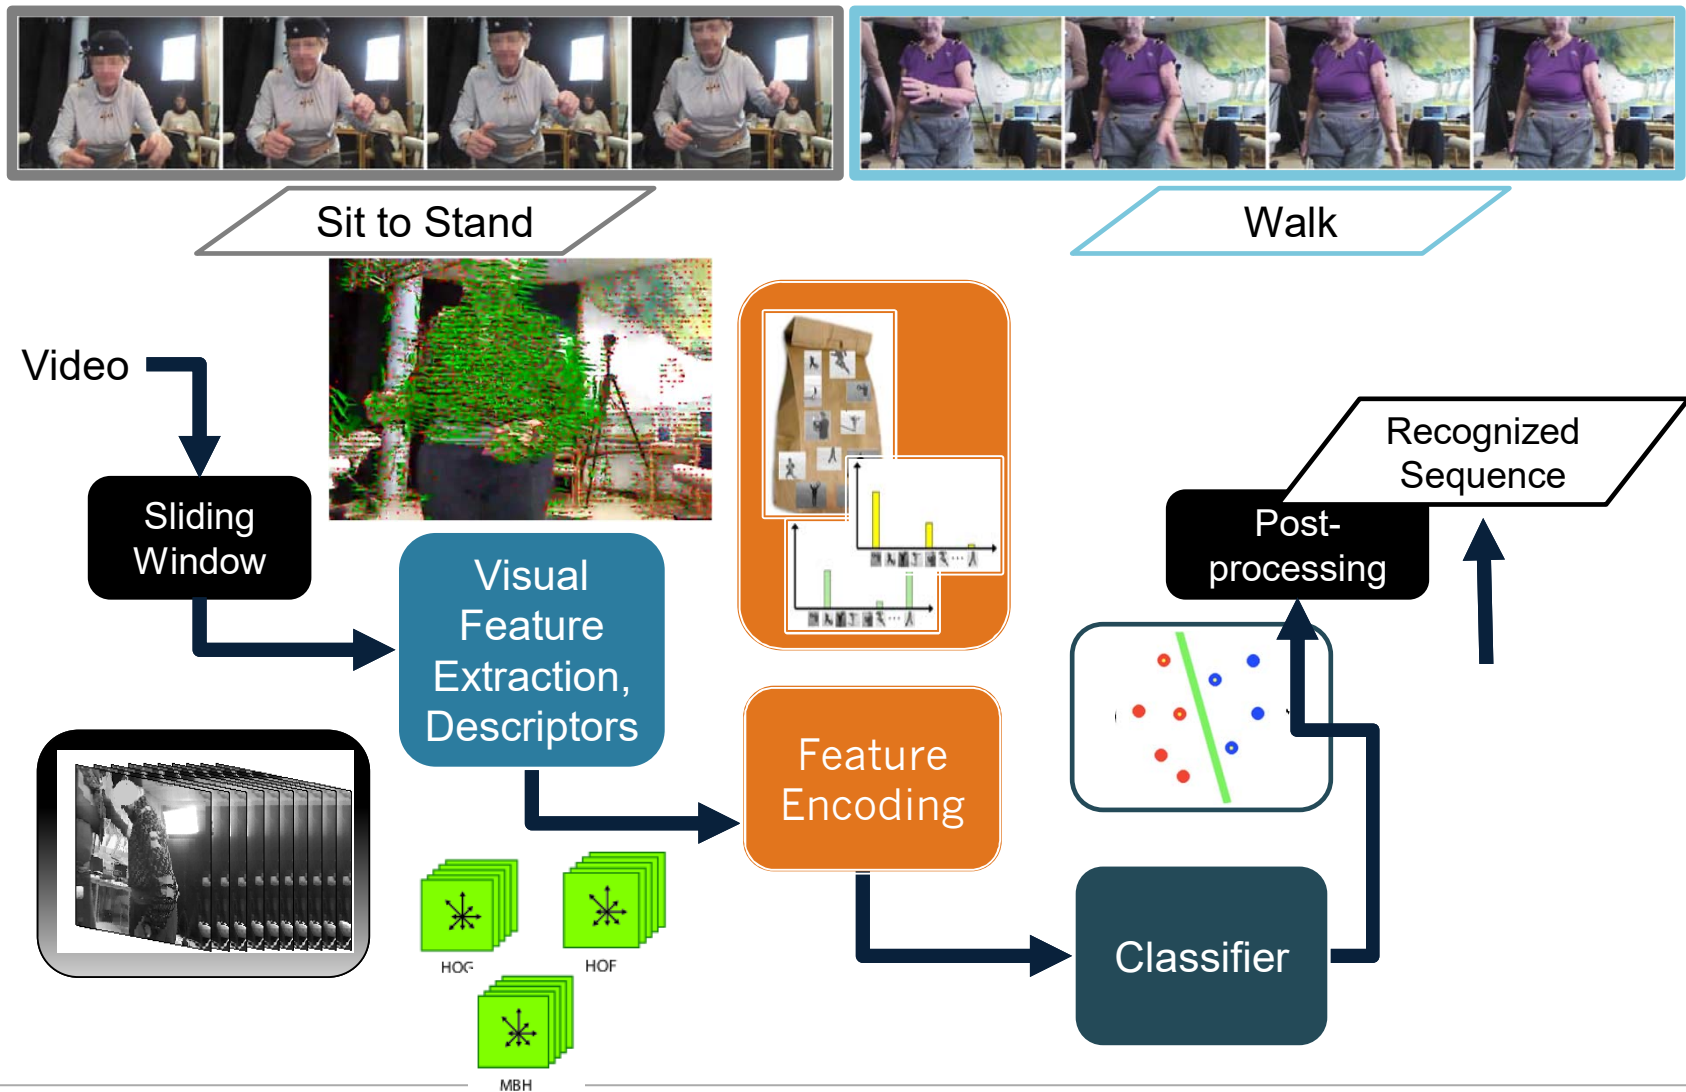 Sit to Stand
Walk
Video
Recognized
Sequence
Sliding
Window
Post-
processing
Visual
Feature
Extraction,
Descriptors
Feature
Encoding
Classifier
HOG
HOF
MBH